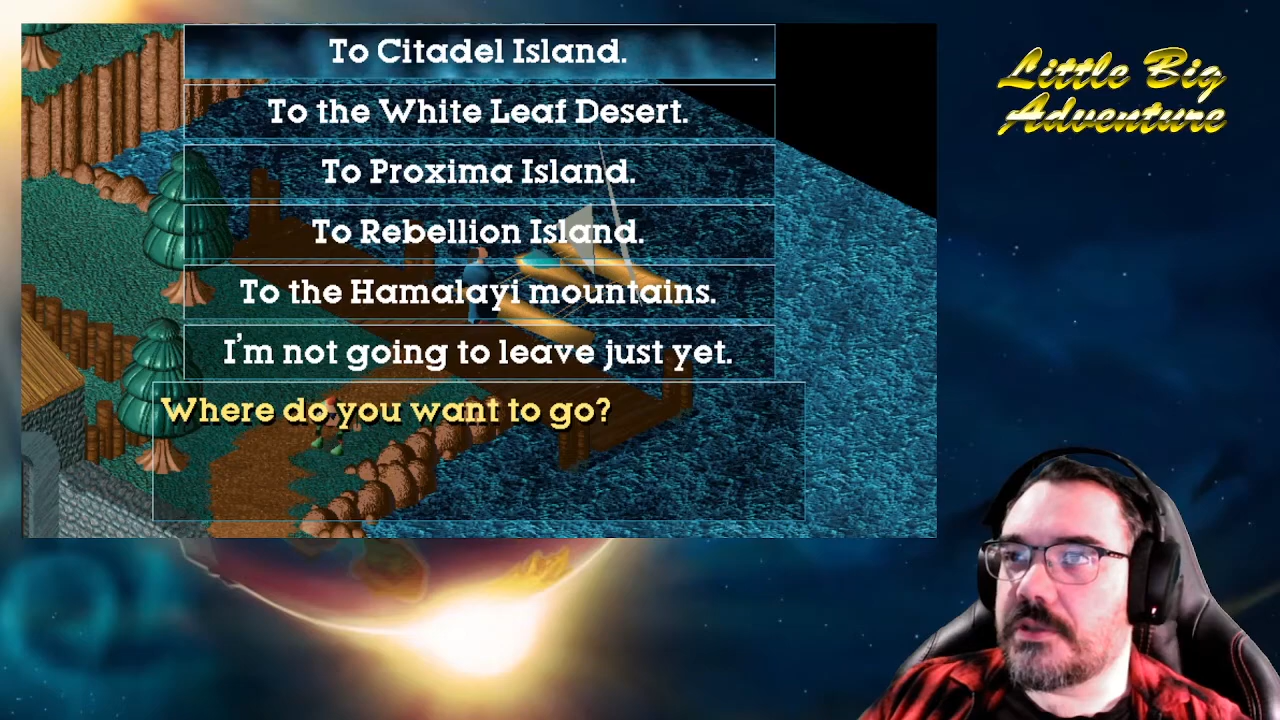 To Citadel Island.
To the White Leaf Desert.
To Proxima Island.
To Rebellion Island.
To the Hamalayi mountains.
I'm not going to leave just yet.
Where do you want to go?
Little Big
Adventure